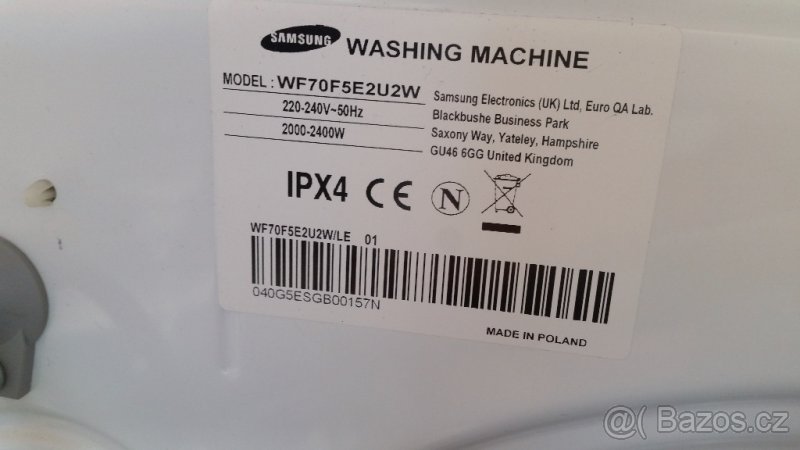 SAMSUNG WASHING MACHINE
MODEL : WF70F5E2U2W
220-240V~50Hz
2000-2400W
Samsung Electronics (UK) Ltd, Euro QA Lab.
Blackbushe Business Park
Saxony Way, Yateley, Hampshire
GU46 6GG United Kingdom
IPX4 CE N
WF70F5E2U2W/LE 01
040G5ESGB00157N
MADE IN POLAND
@( Bazoš.cz